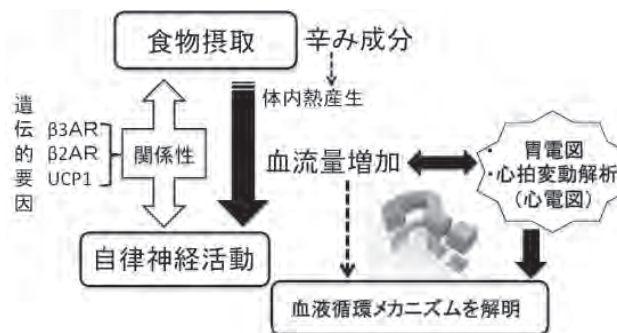 食物摂取
辛み成分
体内熱産生
遺伝的要因
β3AR
β2AR
UCP1
関係性
血流量増加
・胃電図
・心拍変動解析
(心電図)
自律神経活動
血液循環メカニズムを解明